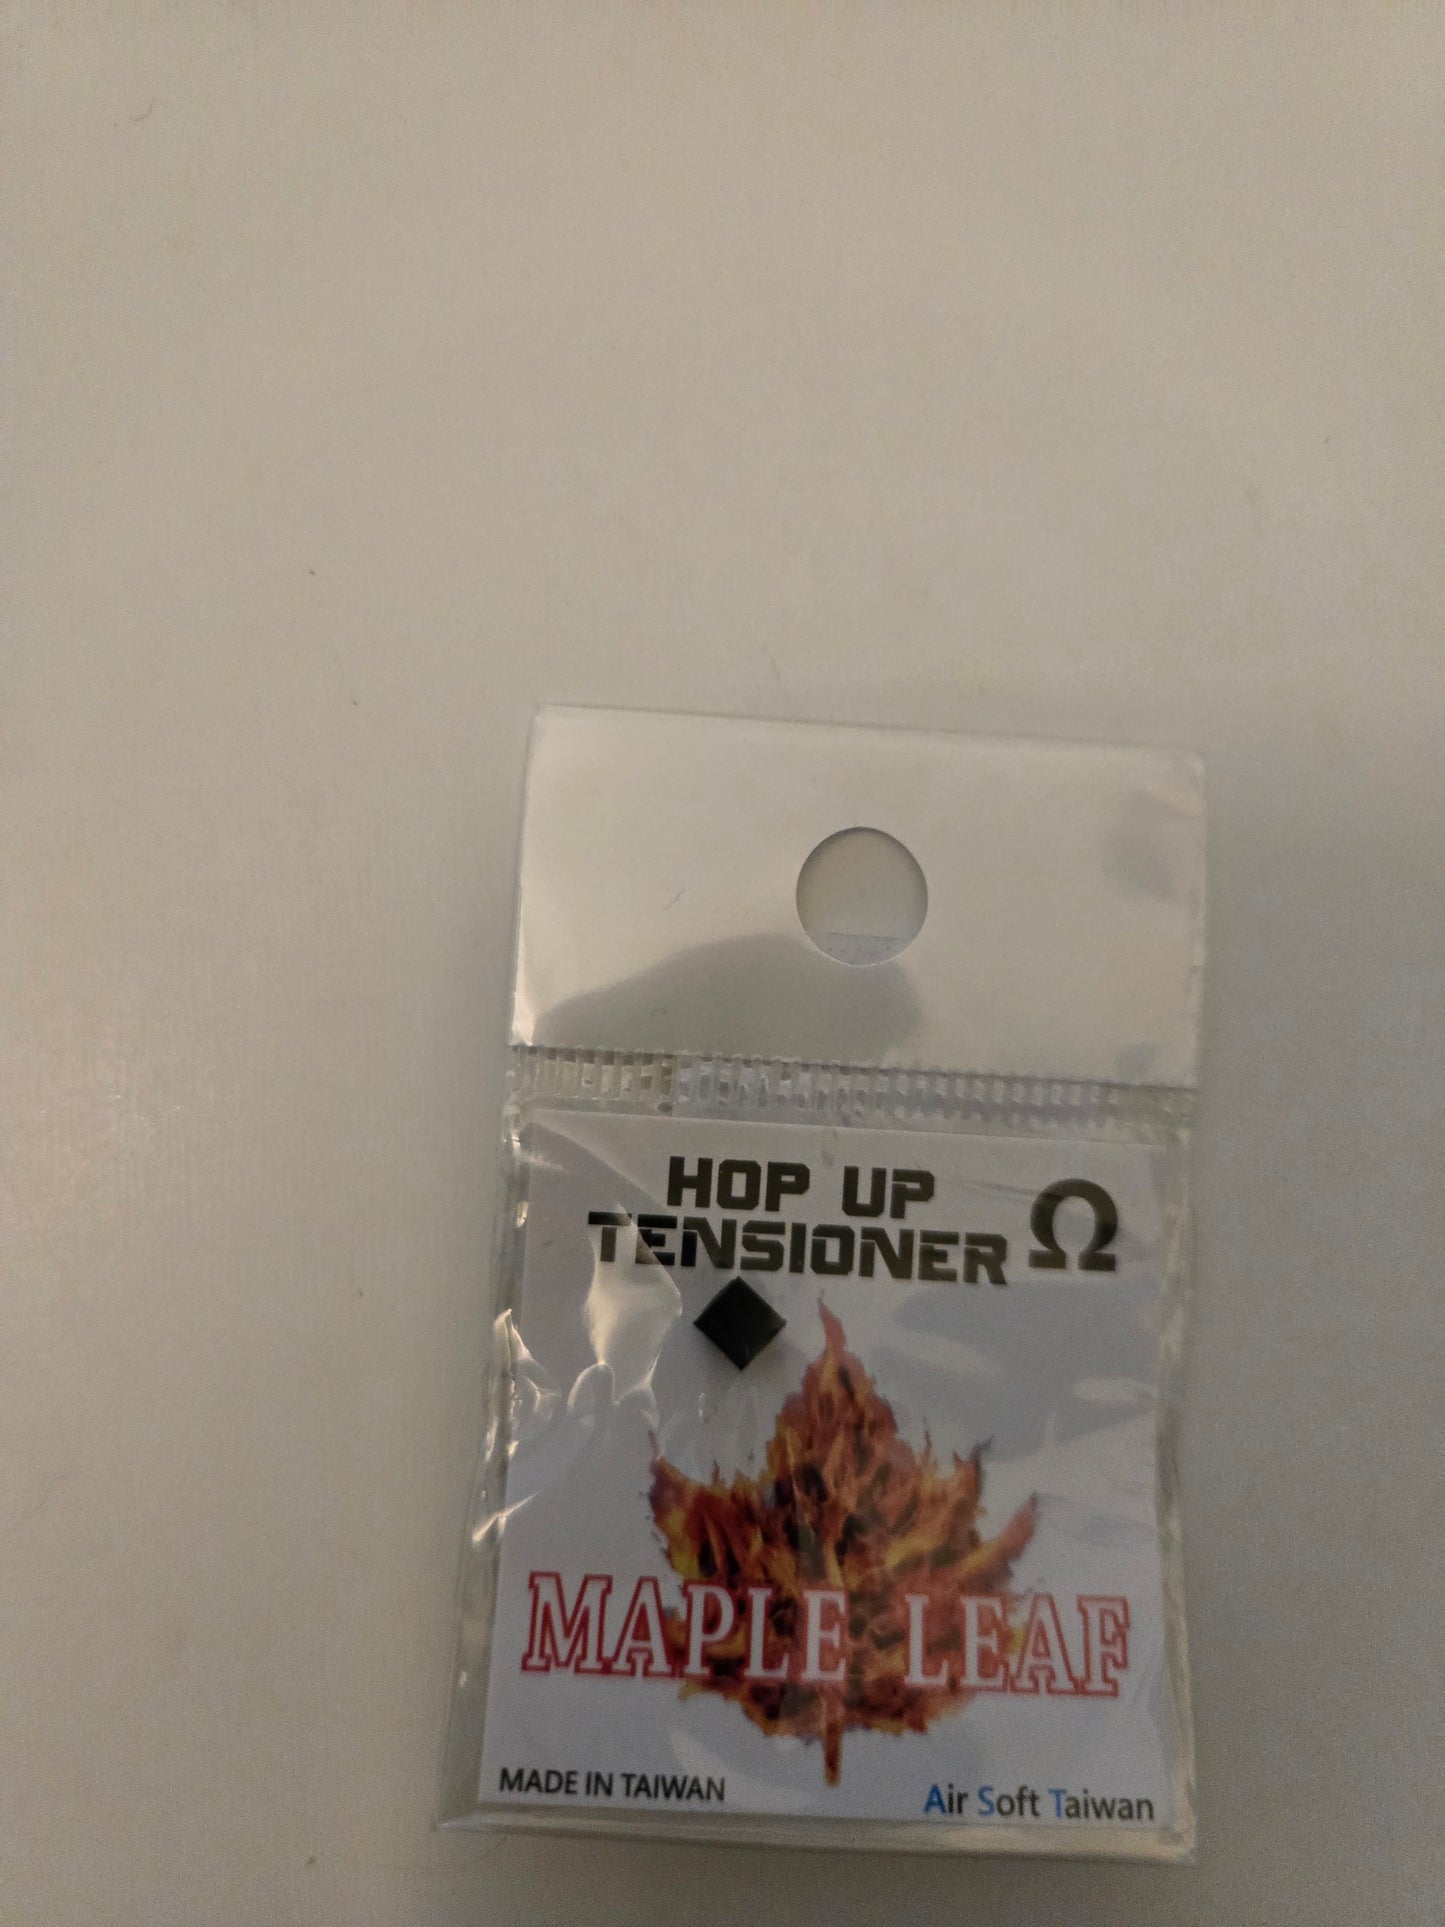 HOP UP
TENSIONER Ω
MAPLE LEAF
MADE IN TAIWAN
Air Soft Taiwan